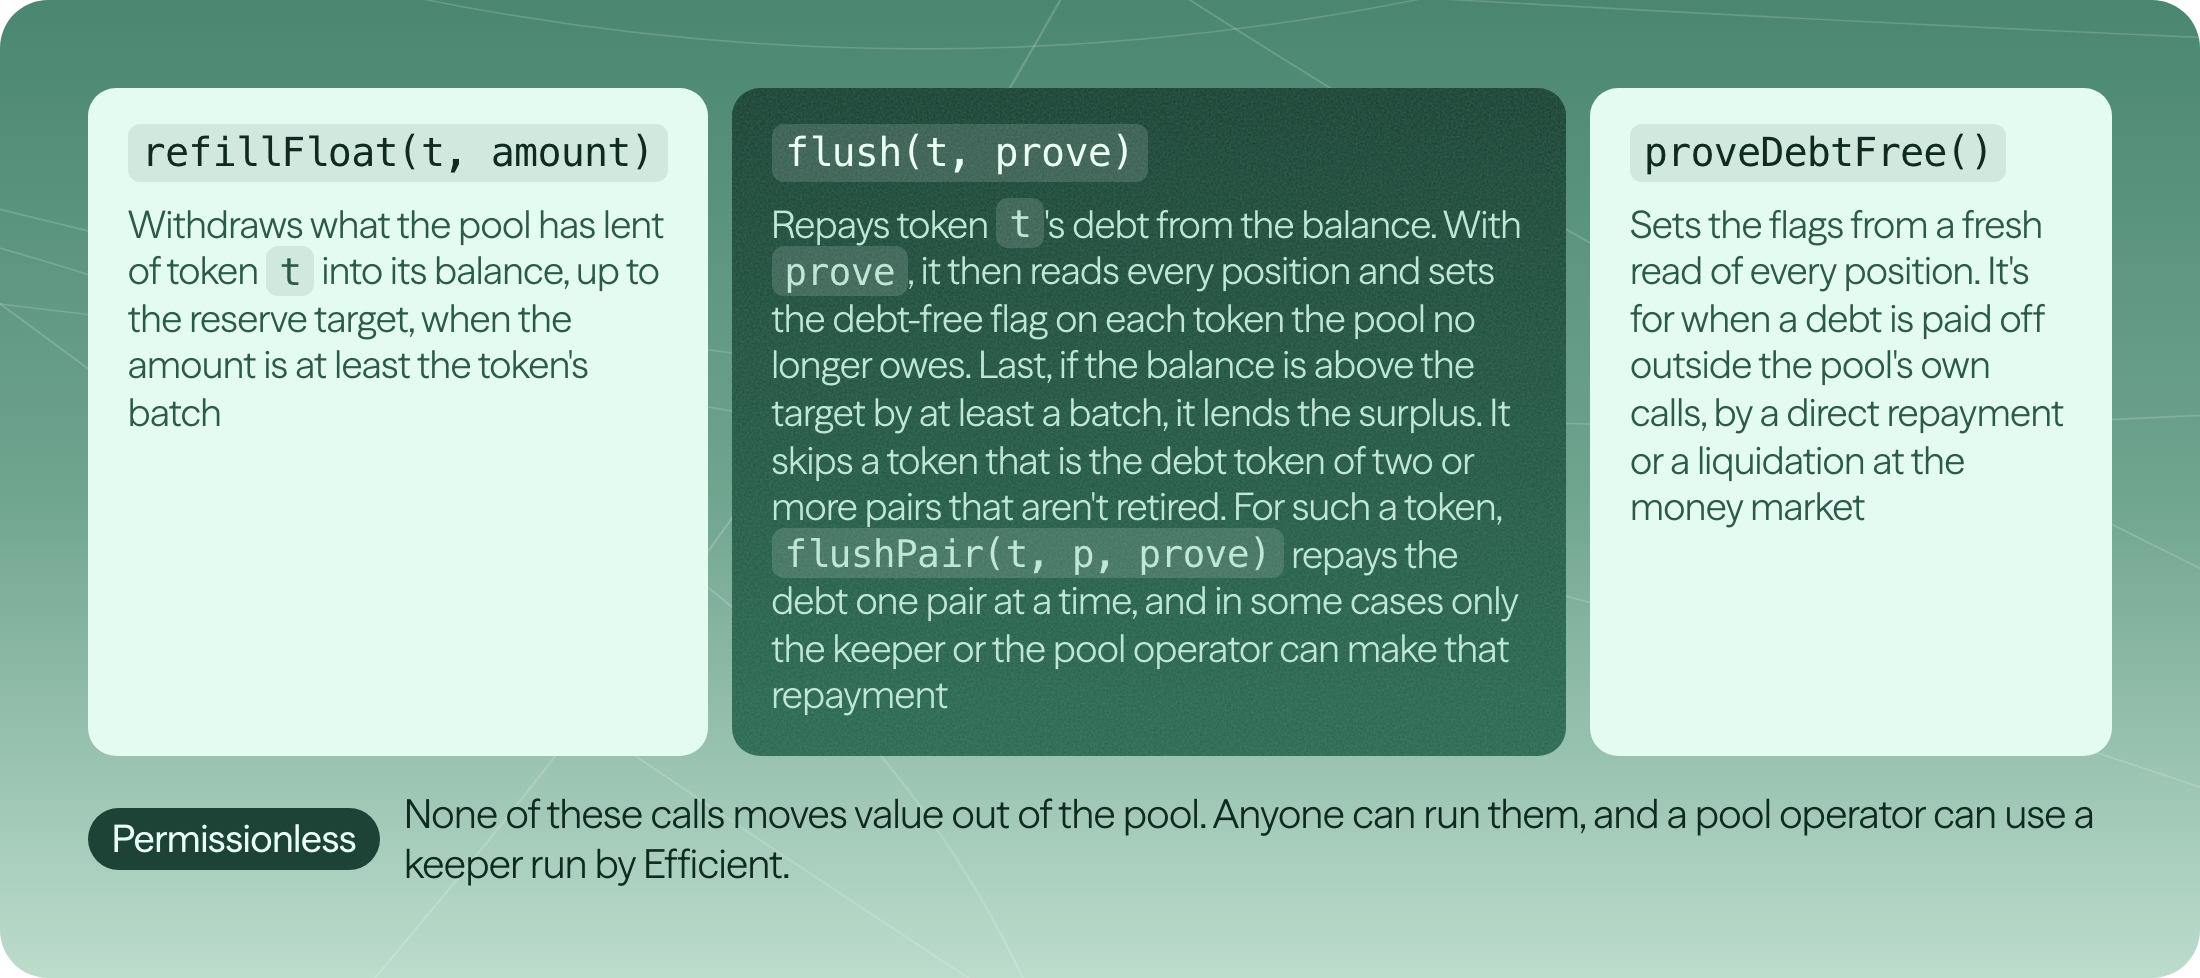 refillFloat(t, amount)
Withdraws what the pool has lent
of token t into its balance, up to
the reserve target, when the
amount is at least the token's
batch
flush(t, prove)
Repays token t's debt from the balance. With
prove, it then reads every position and sets
the debt-free flag on each token the pool no
longer owes. Last, if the balance is above the
target by at least a batch, it lends the surplus. It
skips a token that is the debt token of two or
more pairs that aren't retired. For such a token,
flushPair(t, p, prove) repays the
debt one pair at a time, and in some cases only
the keeper or the pool operator can make that
repayment
proveDebtFree()
Sets the flags from a fresh
read of every position. It's
for when a debt is paid off
outside the pool's own
calls, by a direct repayment
or a liquidation at the
money market
Permissionless
None of these calls moves value out of the pool. Anyone can run them, and a pool operator can use a
keeper run by Efficient.